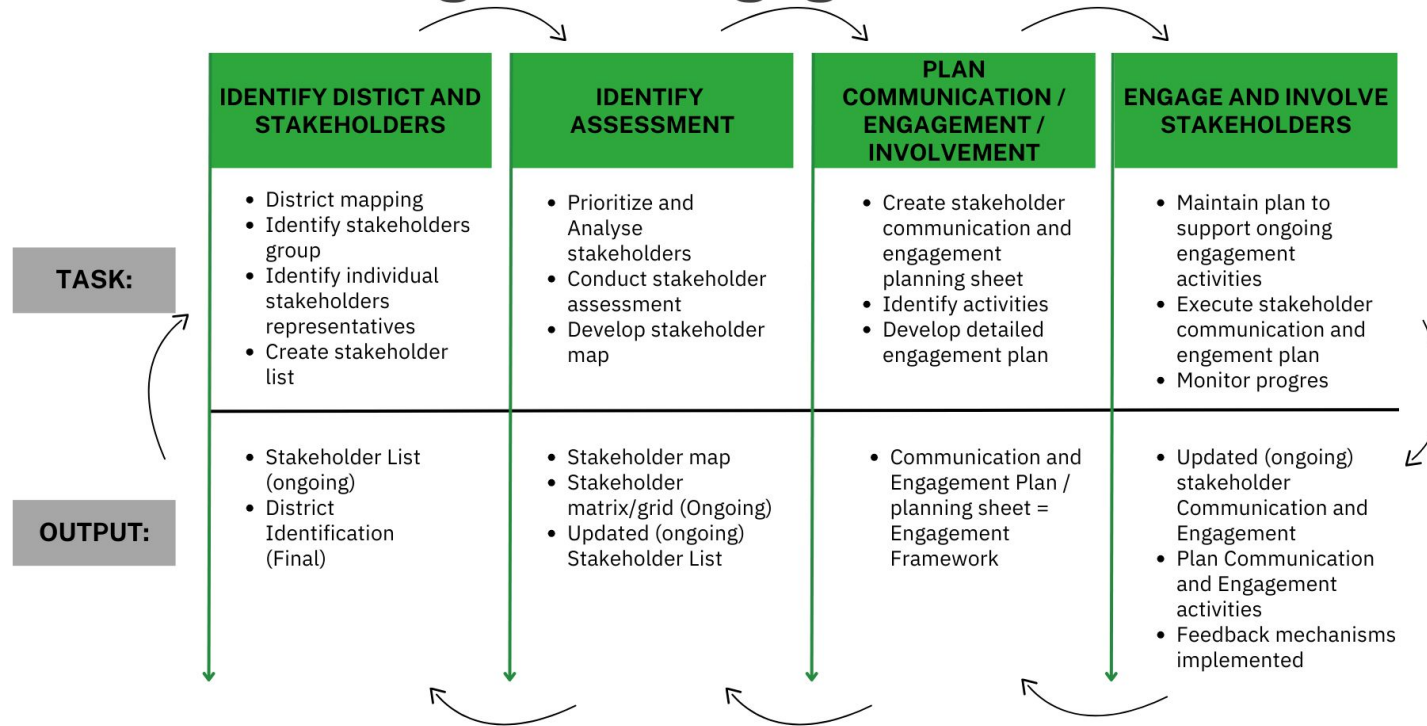 IDENTIFY DISTICT AND
STAKEHOLDERS
IDENTIFY
ASSESSMENT
PLAN
COMMUNICATION /
ENGAGEMENT /
INVOLVEMENT
ENGAGE AND INVOLVE
STAKEHOLDERS
TASK:
• District mapping
• Identify stakeholders
group
• Identify individual
stakeholders
representatives
• Create stakeholder
list
• Prioritize and
Analyse
stakeholders
• Conduct stakeholder
assessment
• Develop stakeholder
map
• Create stakeholder
communication and
engagement
planning sheet
• Identify activities
• Develop detailed
engagement plan
• Maintain plan to
support ongoing
engagement
activities
• Execute stakeholder
communication and
engement plan
• Monitor progres
OUTPUT:
• Stakeholder List
(ongoing)
• District
Identification
(Final)
• Stakeholder map
• Stakeholder
matrix/grid (Ongoing)
• Updated (ongoing)
Stakeholder List
• Communication and
Engagement Plan /
planning sheet =
Engagement
Framework
• Updated (ongoing)
stakeholder
Communication and
Engagement
• Plan Communication
and Engagement
activities
• Feedback mechanisms
implemented